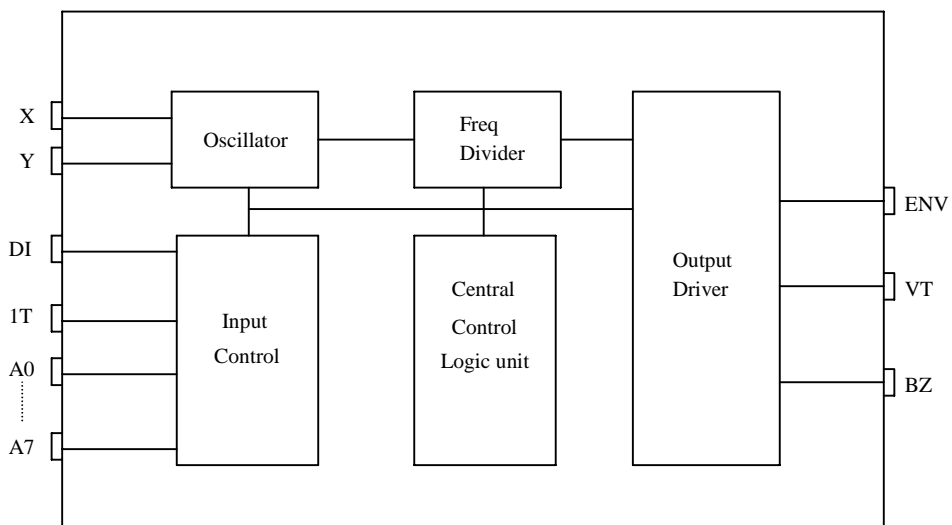 X
Y
DI
1T
A0
A7
Oscillator
Freq
Divider
Input
Control
Central
Control
Logic unit
Output
Driver
ENV
VT
BZ